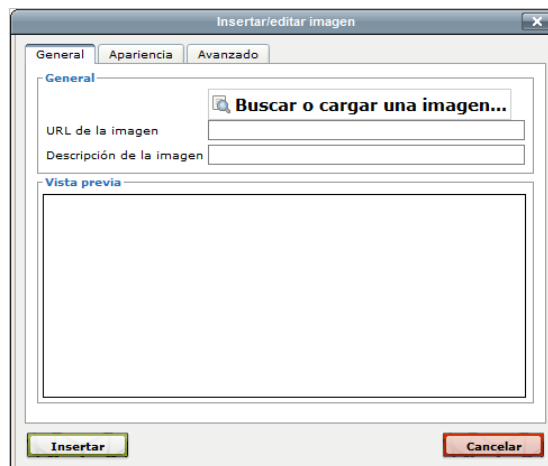 Insertar/editar imagen
General Apariencia Avanzado
General
Buscar o cargar una imagen...
URL de la imagen
Descripción de la imagen
Vista previa
Insertar Cancelar